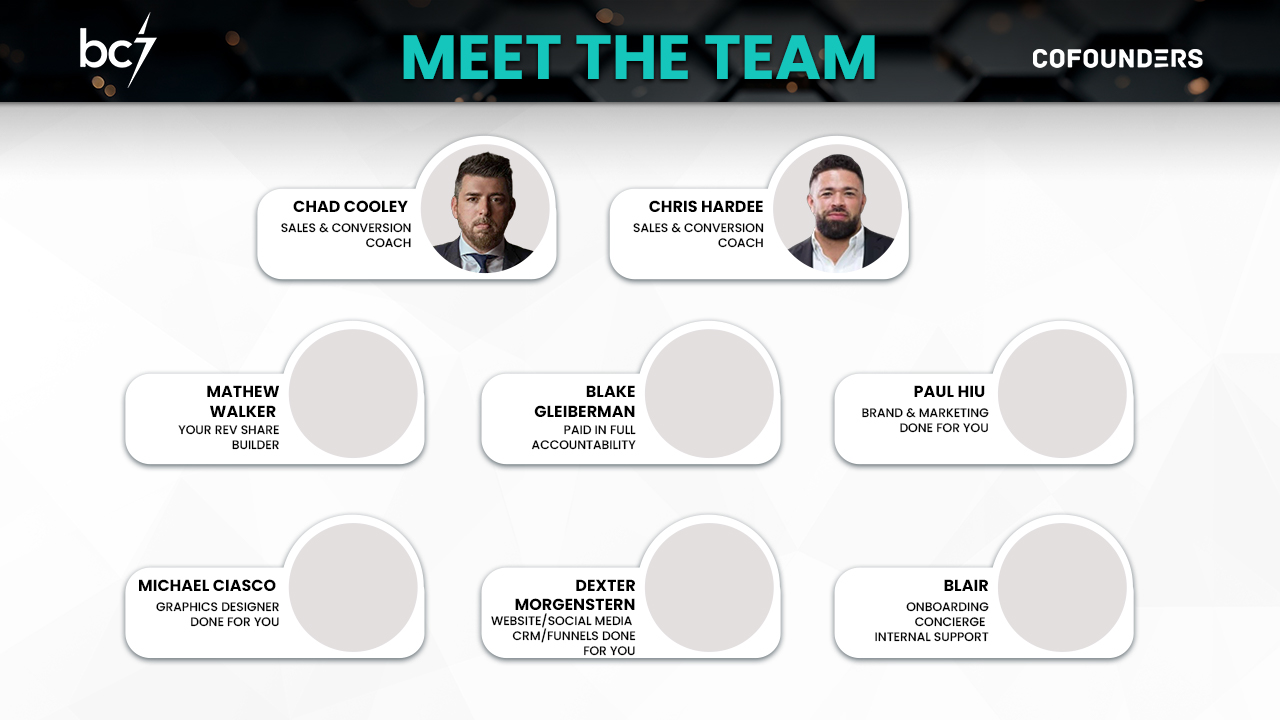 bc7
MEET THE TEAM
COFOUNDERS
CHAD COOLEY
SALES & CONVERSION
COACH
CHRIS HARDEE
SALES & CONVERSION
COACH
MATHEW
WALKER
YOUR REV SHARE
BUILDER
BLAKE
GLEIBERMAN
PAID IN FULL
ACCOUNTABILITY
PAUL HIU
BRAND & MARKETING
DONE FOR YOU
MICHAEL CIASCO
GRAPHICS DESIGNER
DONE FOR YOU
DEXTER
MORGENSTERN
WEBSITE/SOCIAL MEDIA
CRM/FUNNELS DONE
FOR YOU
BLAIR
ONBOARDING
CONCIERGE
INTERNAL SUPPORT